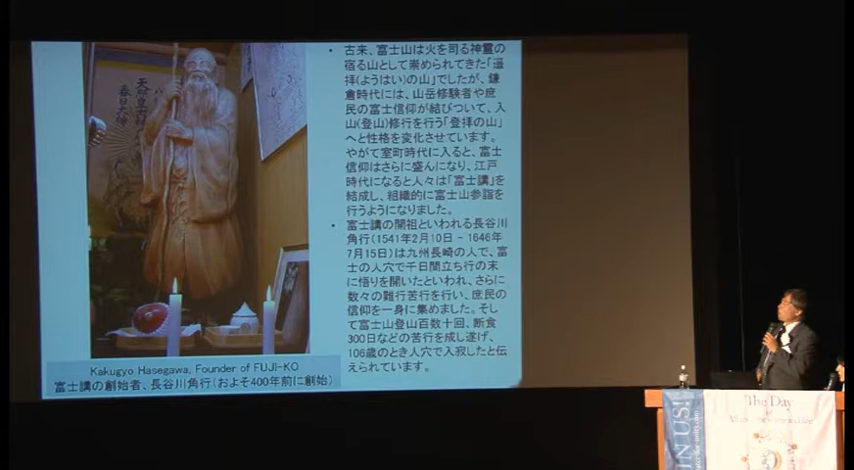 ・古来、富士山は火を司る神霊の
宿る山として崇められてきた「遥
拝(ようはい)の山」でしたが、鎌
倉時代には、山岳修験者や庶
民の富士信仰が結びついて、入
山(登山)修行を行う「登拝の山」
へと性格を変化させています。
やがて室町時代に入ると、富士
信仰はさらに盛んになり、江戸
時代になると人々は「富士講」を
結成し、組織的に富士山参詣を
行うようになりました。
・富士講の開祖といわれる長谷川
角行(1541年2月10日 - 1646年
7月15日)は九州長崎の人で、富
士の人穴で千日間立ち行の末
に悟りを開いたといわれ、さらに
数々の難行苦行を行い、庶民の
信仰を一身に集めました。そし
て富士山登山百数十回、断食
300日などの苦行を成し遂げ、
106歳のとき人穴で入寂したと伝
えられています。
春日大神
Kakugyo Hasegawa, Founder of FUJI-KO
富士講の創始者、長谷川角行(およそ400年前に創始)
The Day
N US!